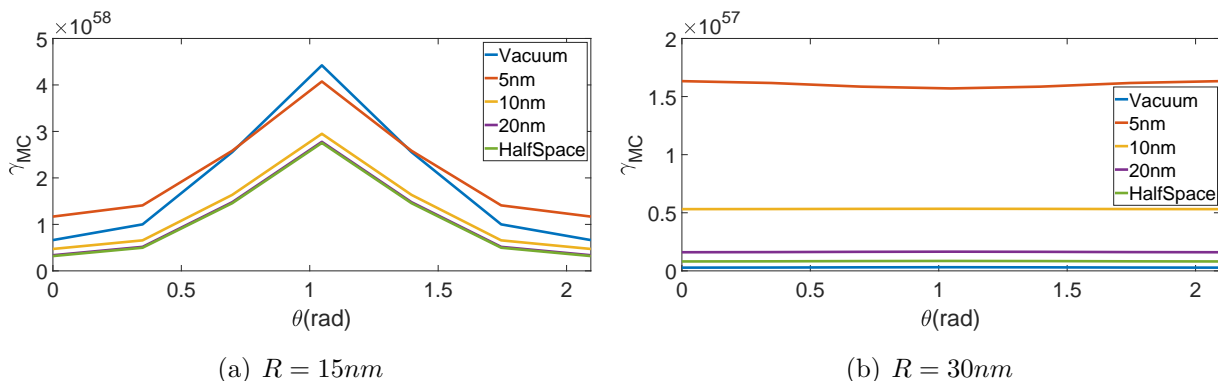 ×10^58
5
4
3
2
1
0
γMC
0 0.5 1 1.5 2
θ(rad)
Vacuum
5nm
10nm
20nm
HalfSpace
(a) R = 15nm
×10^57
2
1.5
1
0.5
0
γMC
0 0.5 1 1.5 2
θ(rad)
Vacuum
5nm
10nm
20nm
HalfSpace
(b) R = 30nm